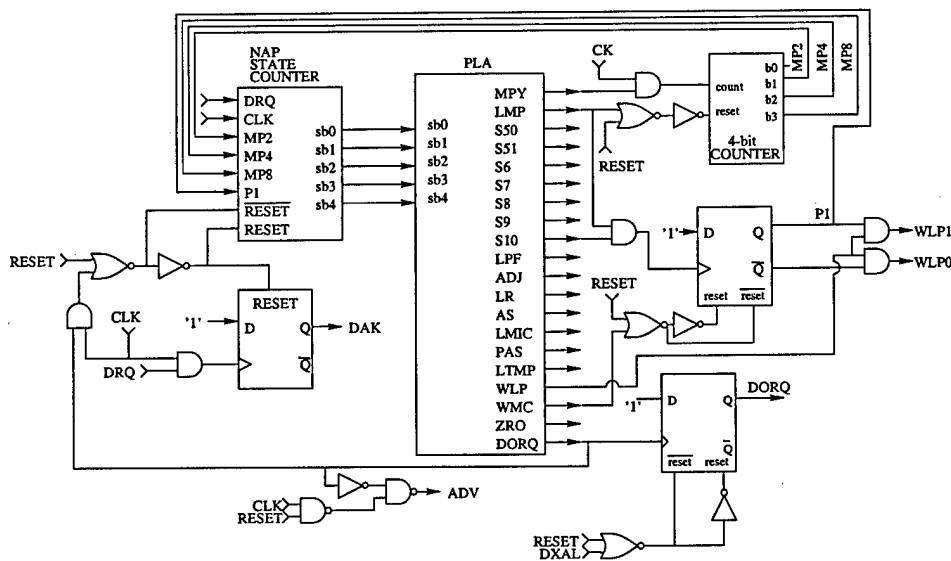 NAP
STATE
COUNTER
DRQ
CLK
MP2
MP4
MP8
P1
RESET
RESET
sb0
sb1
sb2
sb3
sb4
PLA
sb0
sb1
sb2
sb3
sb4
MPY
LMP
S50
S51
S6
S7
S8
S9
S10
LPF
ADJ
LR
AS
LMIC
PAS
LTMP
WLP
WMC
ZRO
DORQ
CK
RESET
count
reset
b0
b1
b2
b3
4-bit
COUNTER
MP2
MP4
MP8
'1'
D
Q
Q
reset
reset
P1
WLP1
WLP0
RESET
RESET
CLK
DRQ
'1'
RESET
D
Q
Q
DAK
'1'
D
Q
Q
reset
reset
DORQ
CLK
RESET
ADV
RESET
DXAL